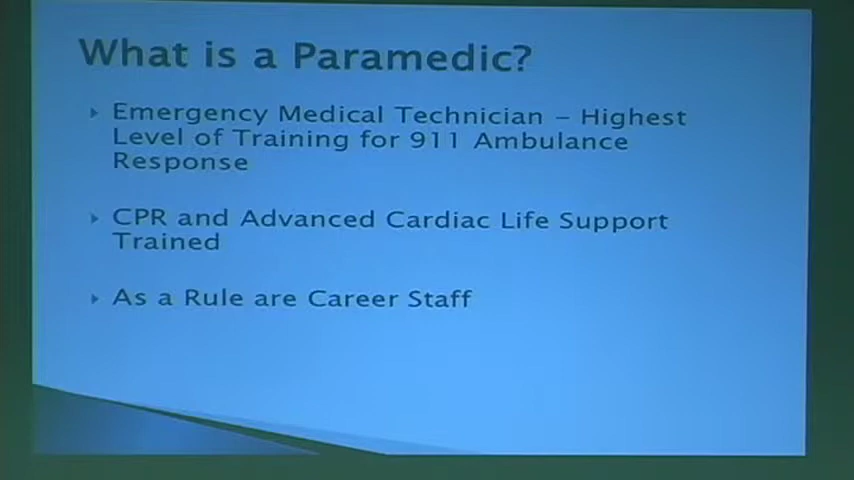 What is a Paramedic?
Emergency Medical Technician – Highest
Level of Training for 911 Ambulance
Response
CPR and Advanced Cardiac Life Support
Trained
As a Rule are Career Staff